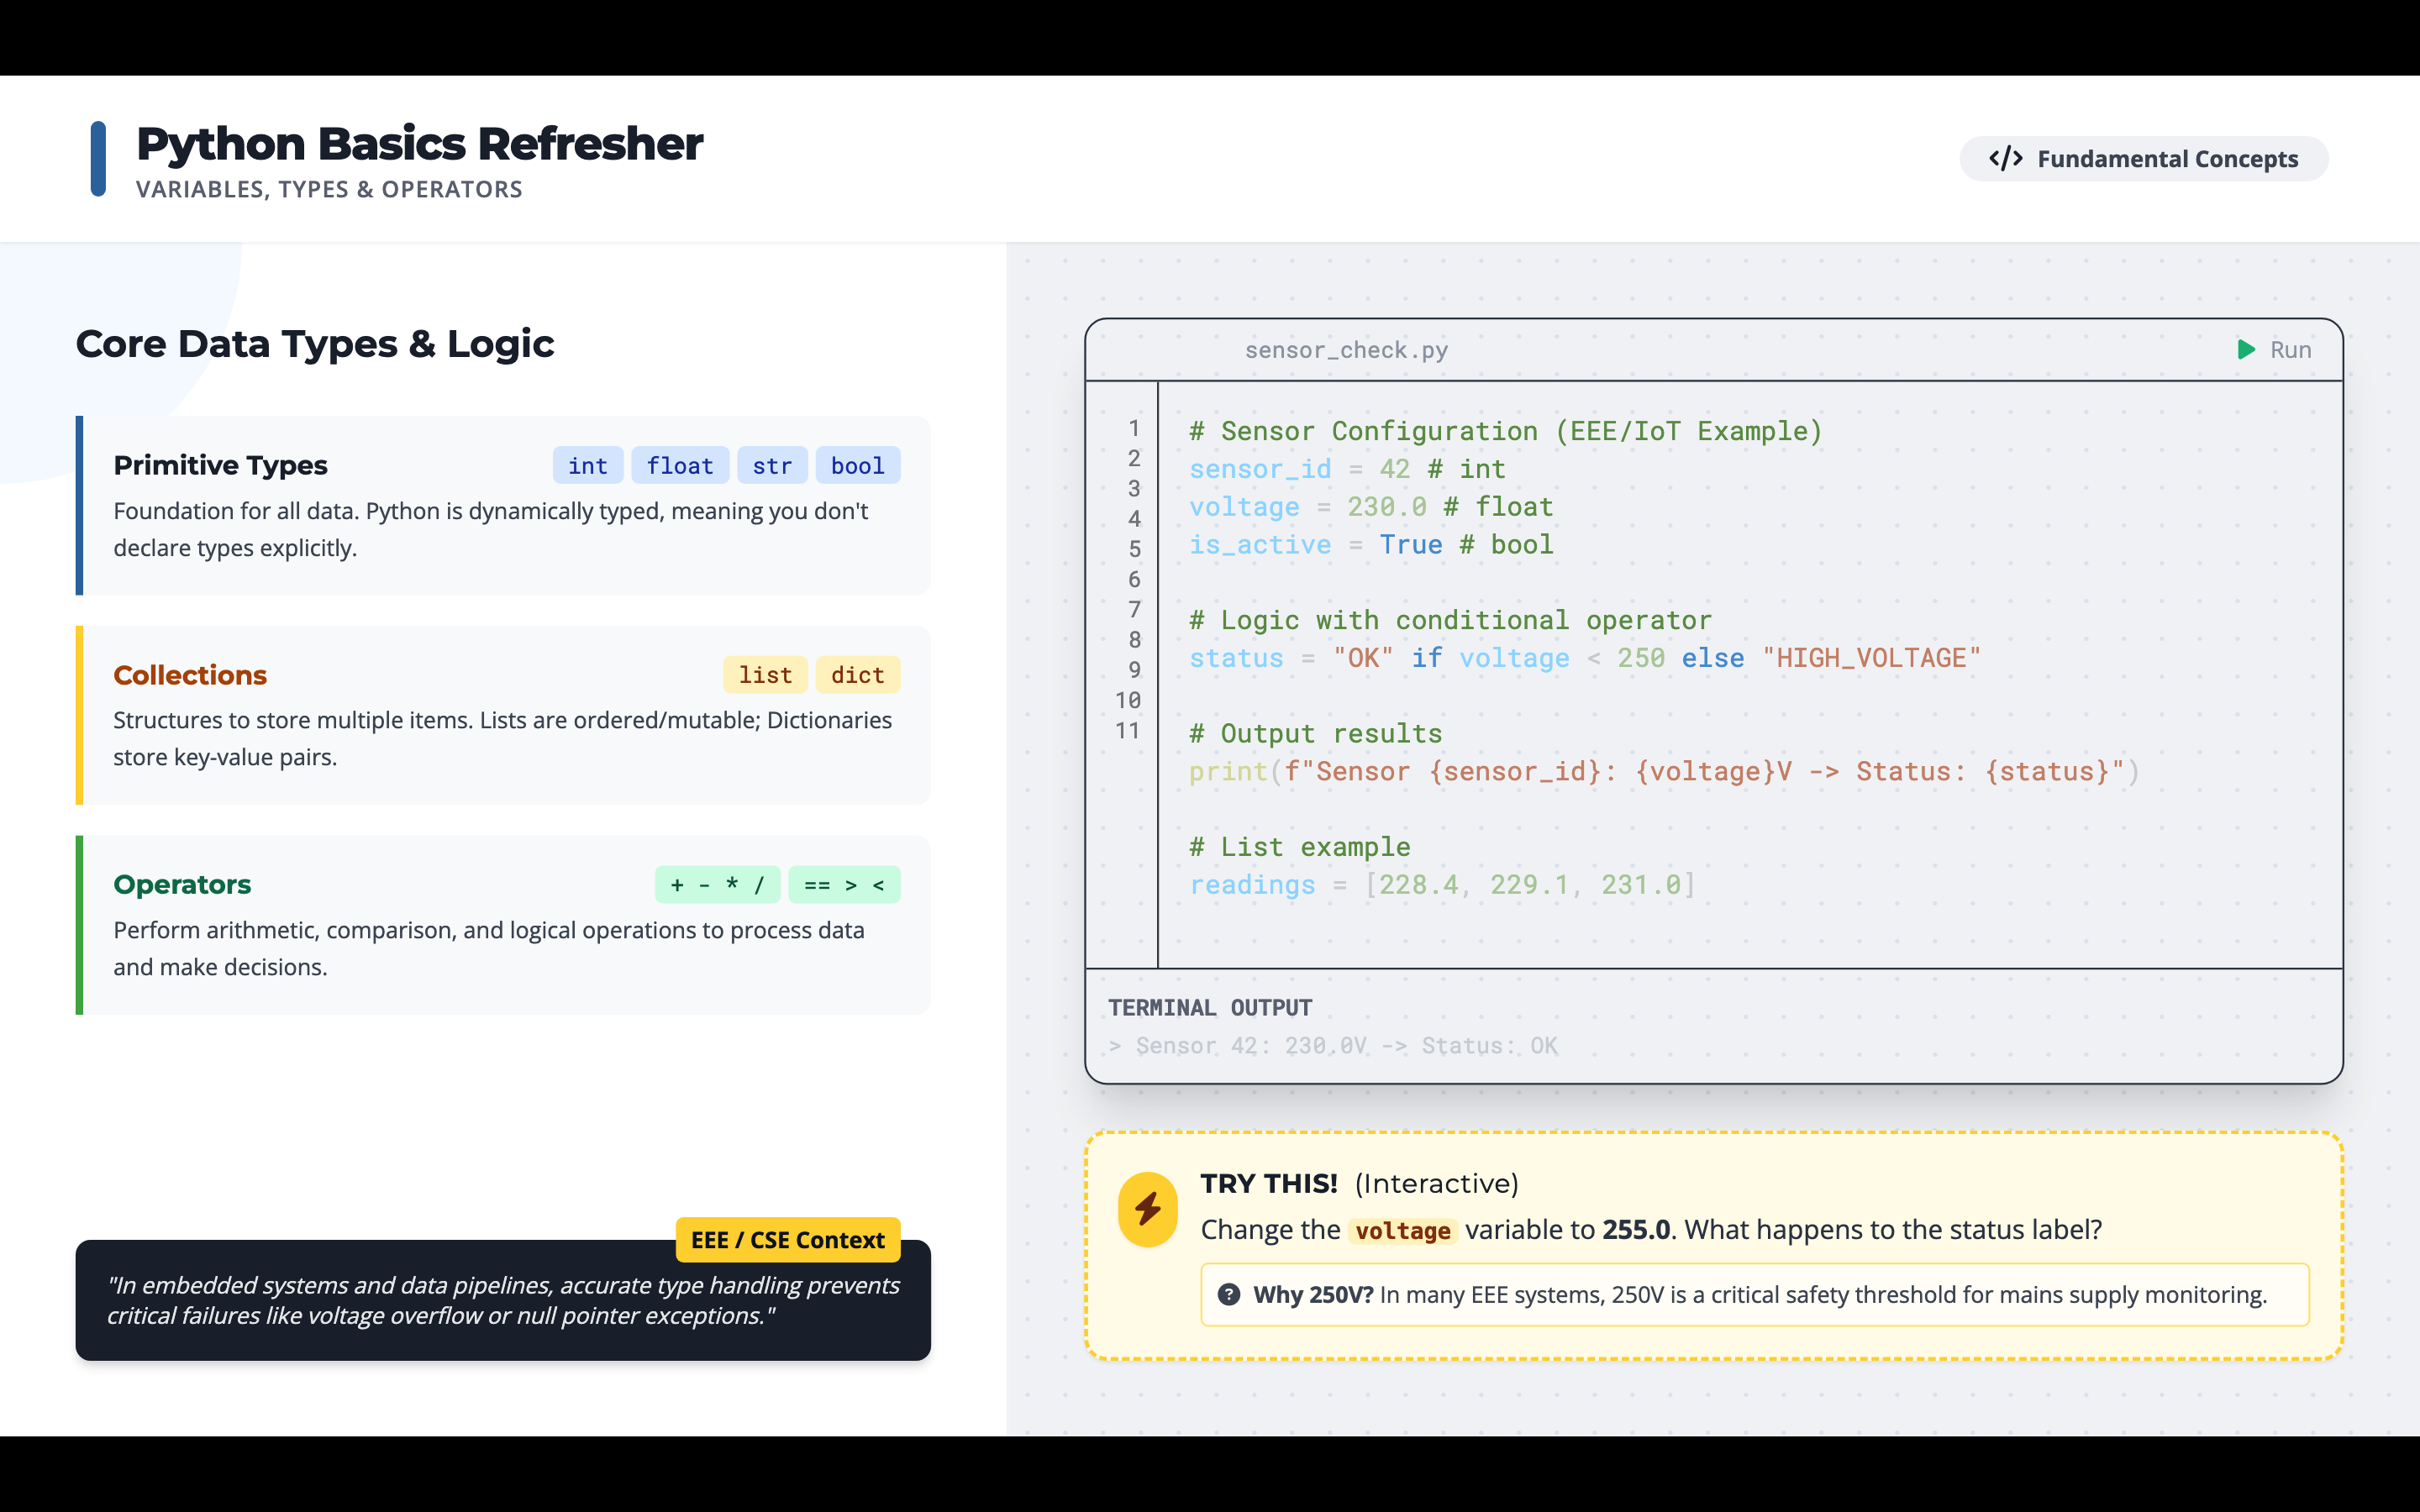 Python Basics Refresher
VARIABLES, TYPES & OPERATORS
</> Fundamental Concepts
Core Data Types & Logic
Primitive Types int float str bool
Foundation for all data. Python is dynamically typed, meaning you don't
declare types explicitly.
Collections list dict
Structures to store multiple items. Lists are ordered/mutable; Dictionaries
store key-value pairs.
Operators + - * / == > <
Perform arithmetic, comparison, and logical operations to process data
and make decisions.
EEE / CSE Context
"In embedded systems and data pipelines, accurate type handling prevents
critical failures like voltage overflow or null pointer exceptions."
sensor_check.py Run
1
2
3
4
5
6
7
8
9
10
11
# Sensor Configuration (EEE/IoT Example)
sensor_id = 42 # int
voltage = 230.0 # float
is_active = True # bool
# Logic with conditional operator
status = "OK" if voltage < 250 else "HIGH_VOLTAGE"
# Output results
print(f"Sensor {sensor_id}: {voltage}V -> Status: {status}")
# List example
readings = [228.4, 229.1, 231.0]
TERMINAL OUTPUT
> Sensor 42: 230.0V -> Status: OK
TRY THIS! (Interactive)
Change the voltage variable to 255.0. What happens to the status label?
? Why 250V? In many EEE systems, 250V is a critical safety threshold for mains supply monitoring.